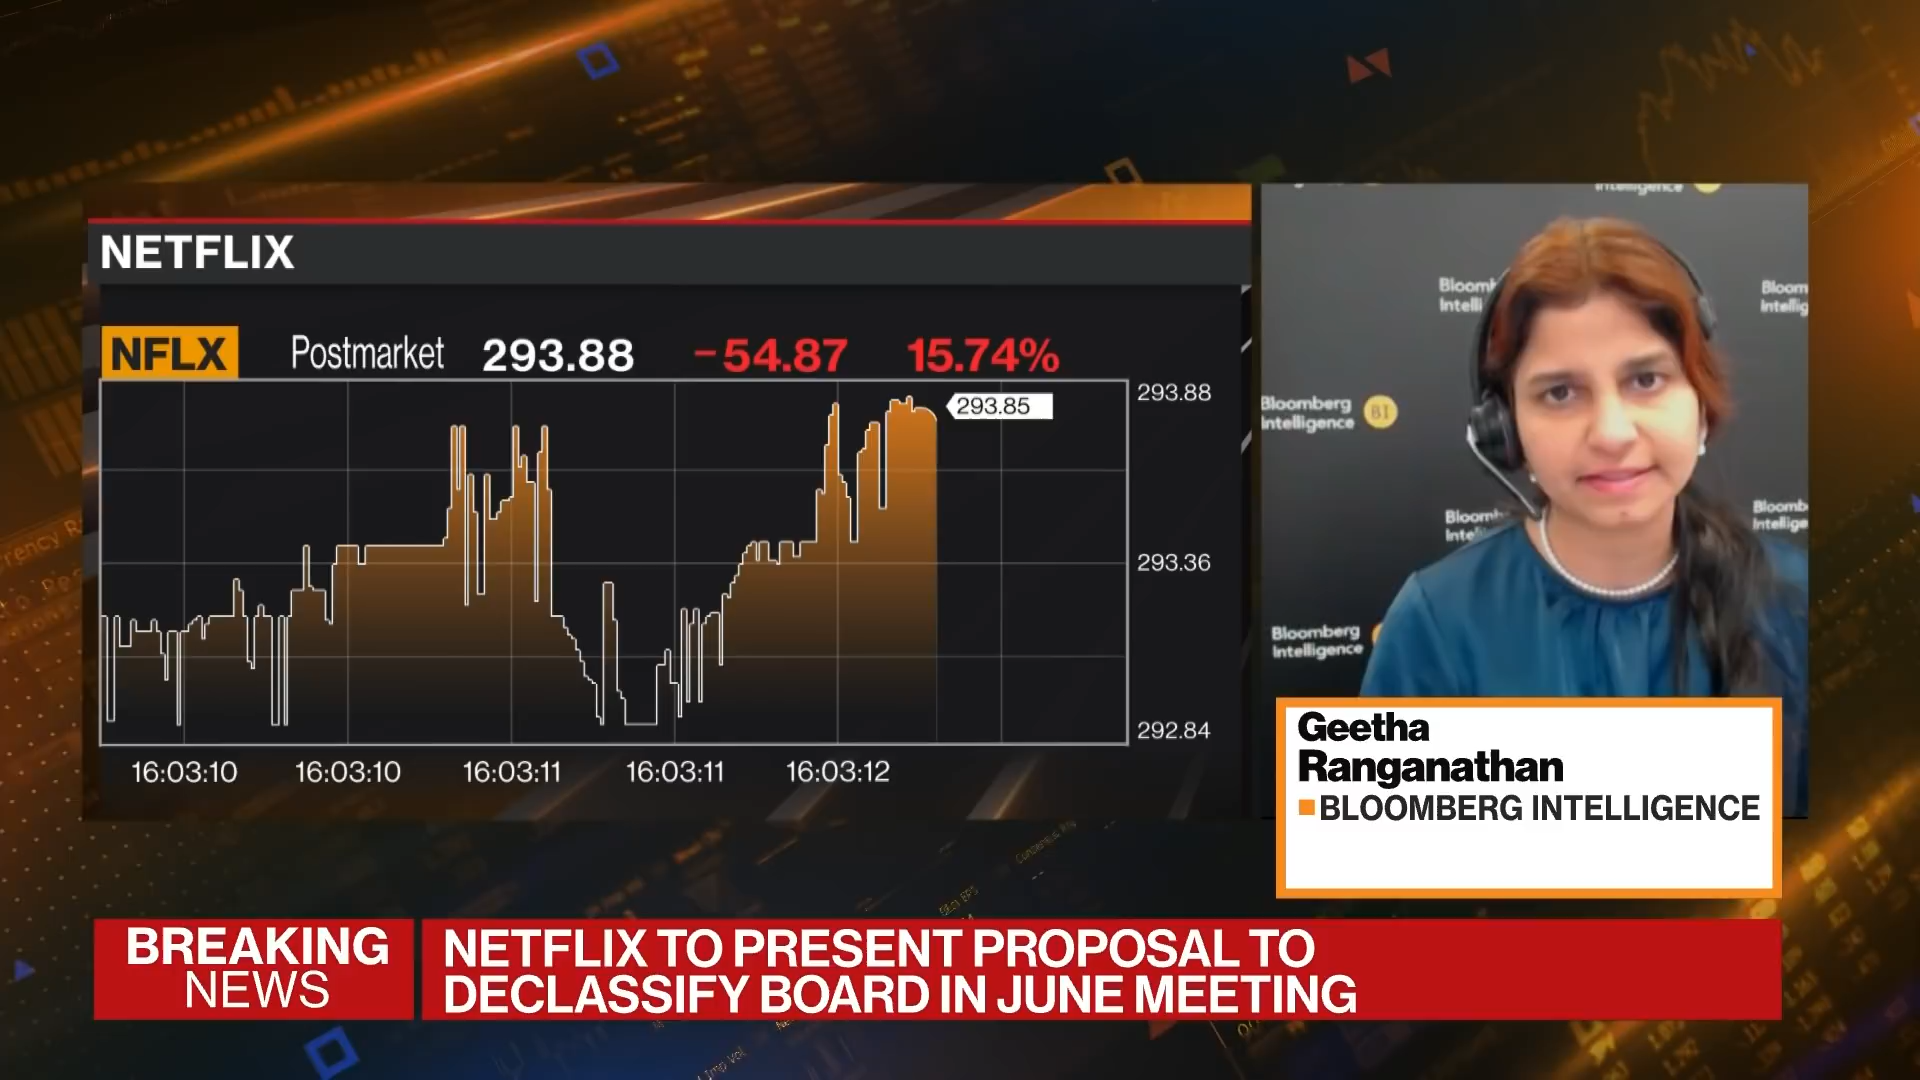 NETFLIX
NFLX Postmarket 293.88 -54.87 15.74%
293.88
293.85
293.36
292.84
16:03:10 16:03:10 16:03:11 16:03:11 16:03:12
Intelligence
Bloomberg
Intelligence BI
Bloomberg
Intelligence
Geetha
Ranganathan
BLOOMBERG INTELLIGENCE
BREAKING
NEWS
NETFLIX TO PRESENT PROPOSAL TO
DECLASSIFY BOARD IN JUNE MEETING